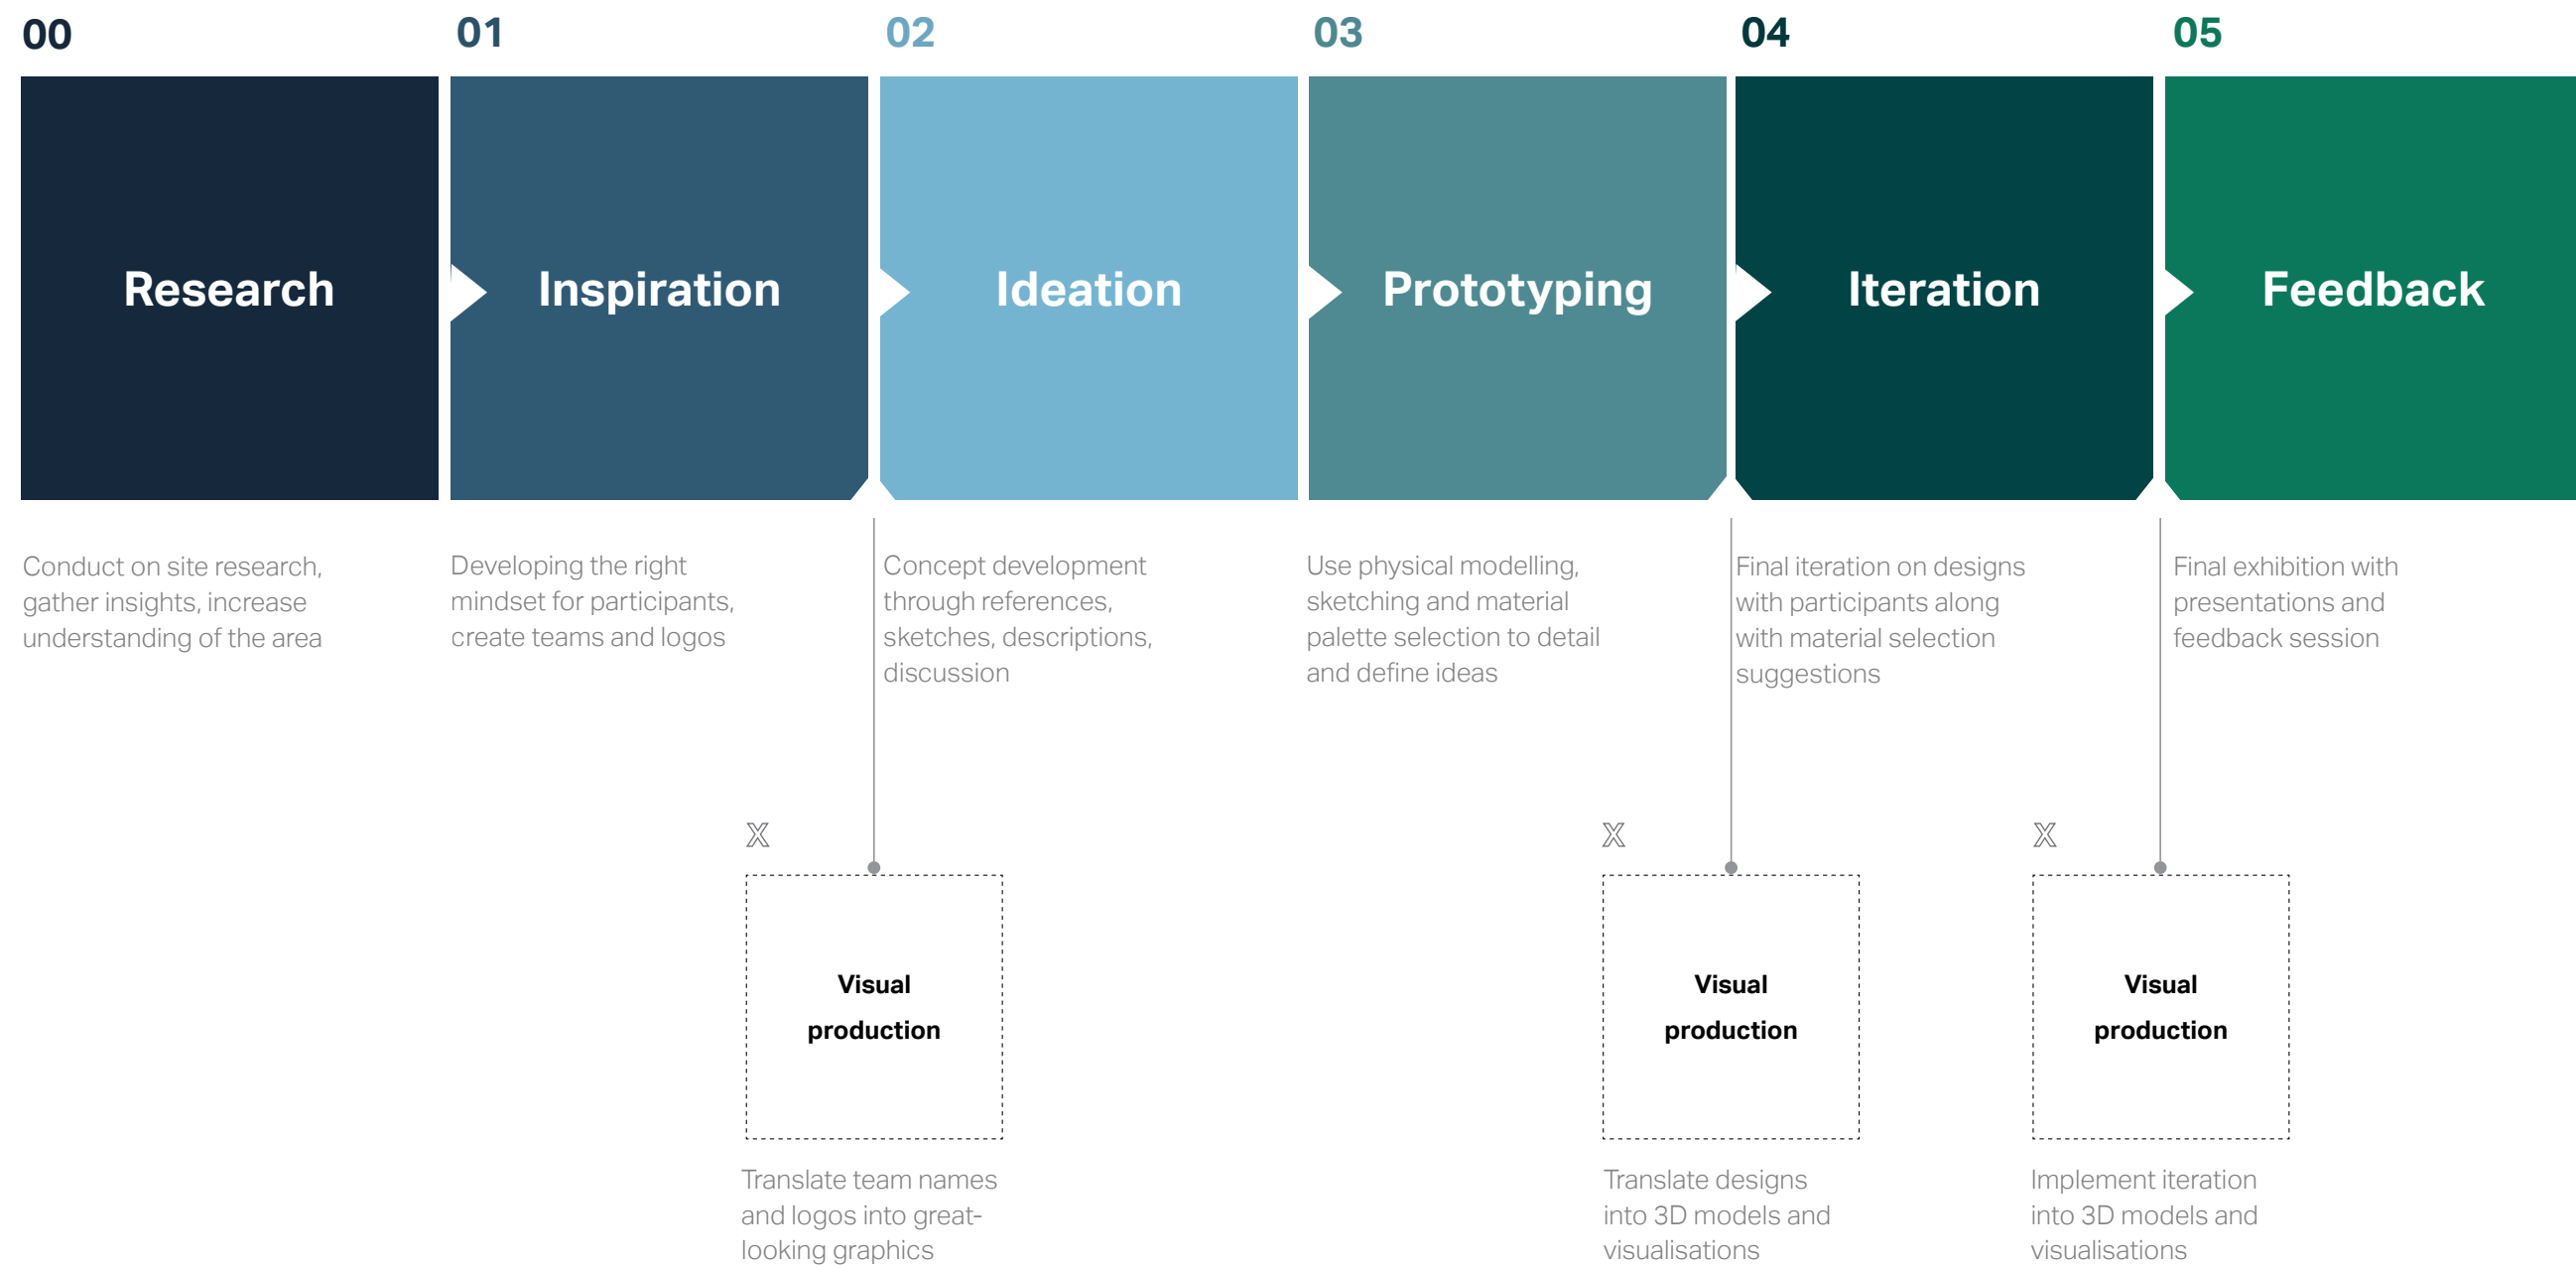 00
01
02
03
04
05
Research
Inspiration
Ideation
Prototyping
Iteration
Feedback
Conduct on site research,
gather insights, increase
understanding of the area
Developing the right
mindset for participants,
create teams and logos
Concept development
through references,
sketches, descriptions,
discussion
Use physical modelling,
sketching and material
palette selection to detail
and define ideas
Final iteration on designs
with participants along
with material selection
suggestions
Final exhibition with
presentations and
feedback session
X
Visual
production
Translate team names
and logos into great-
looking graphics
X
Visual
production
Translate designs
into 3D models and
visualisations
X
Visual
production
Implement iteration
into 3D models and
visualisations